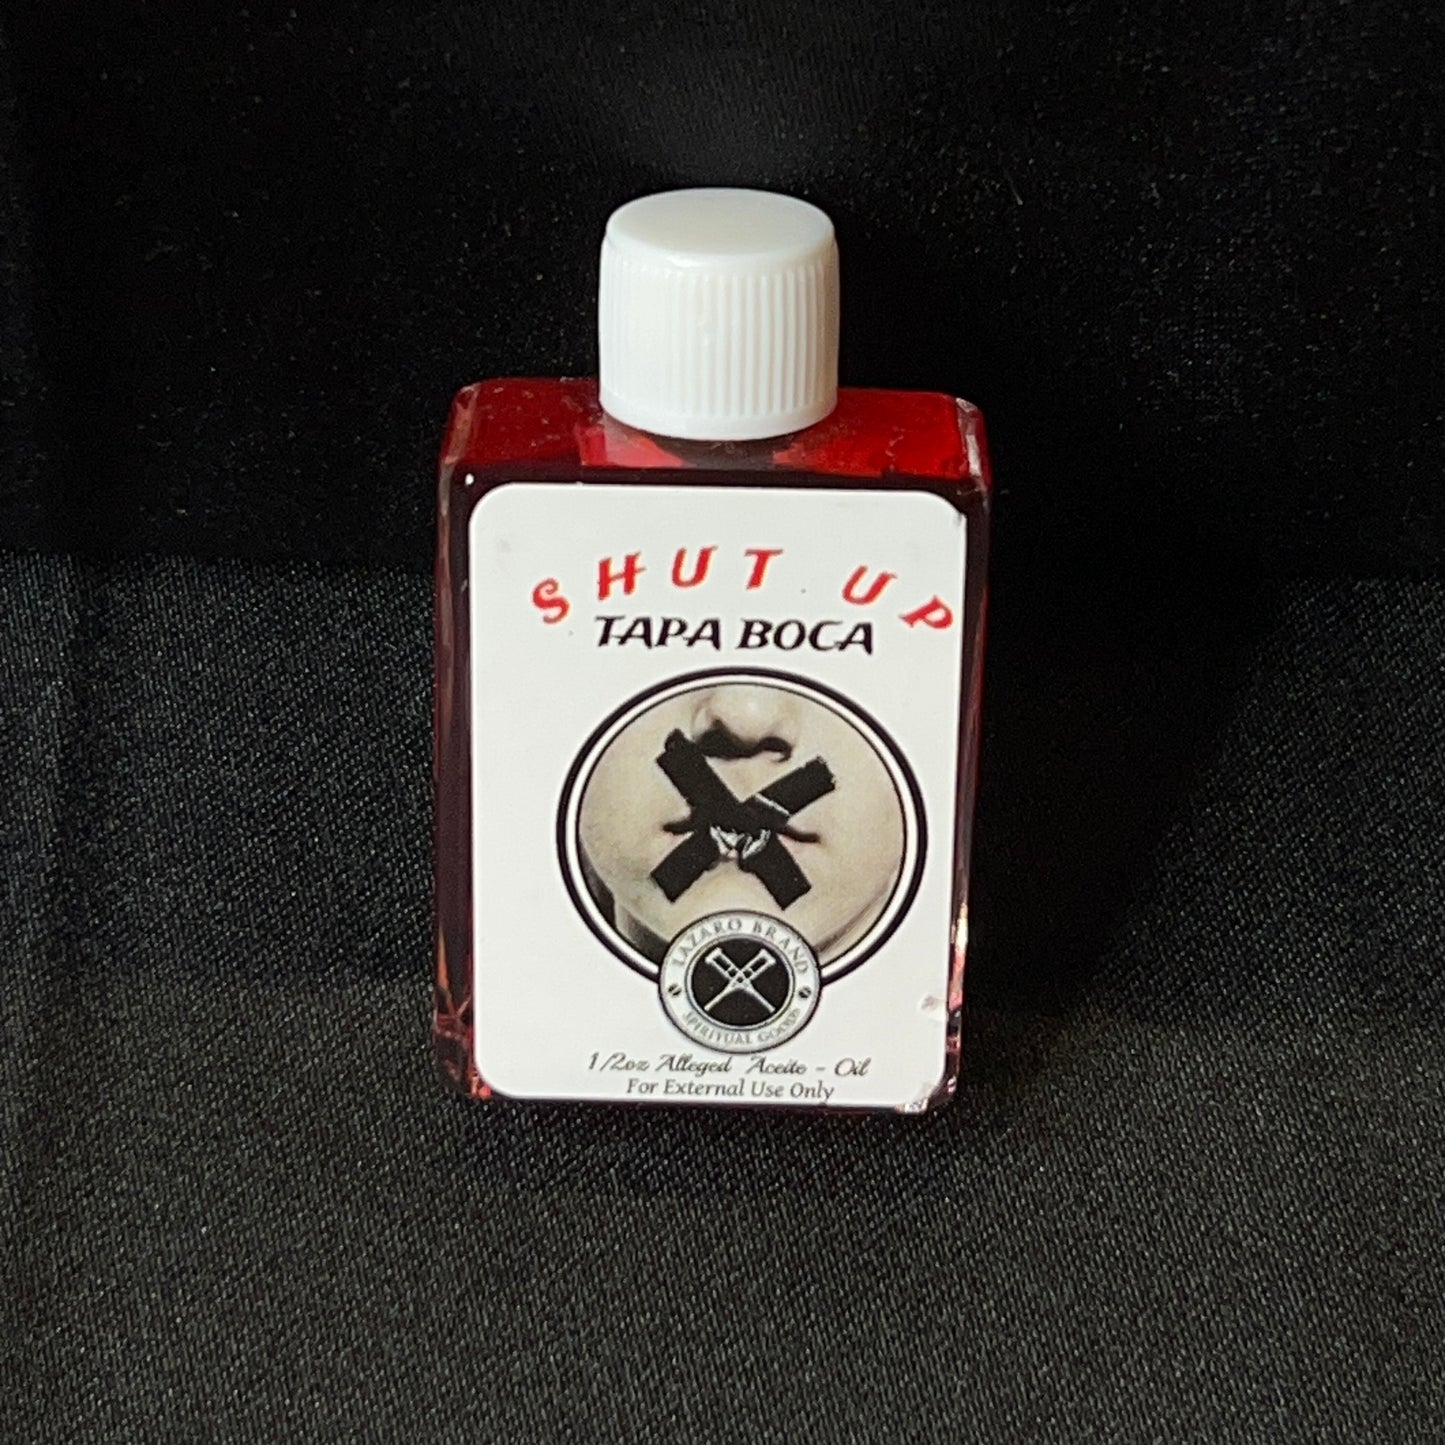 SHUT UP
TAPA BOCA
LAZARO BRAND
SPIRITUAL GOODS
1/2oz Alleged Aceite - Oil
For External Use Only